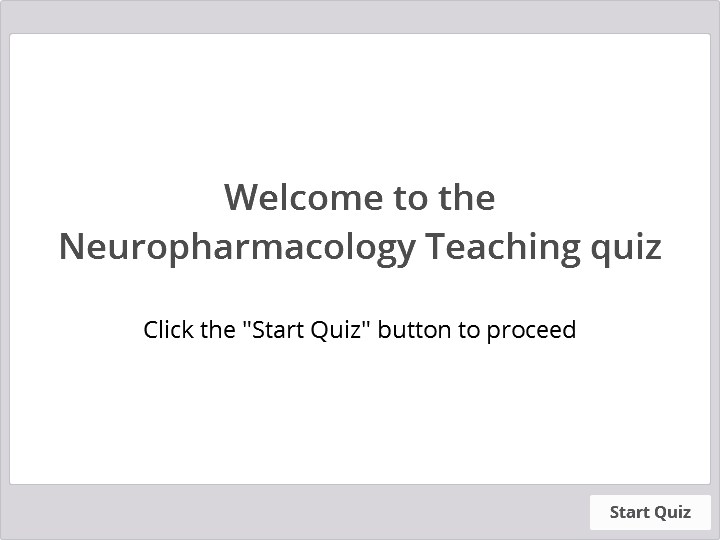 Welcome to the
Neuropharmacology Teaching quiz
Click the "Start Quiz" button to proceed
Start Quiz